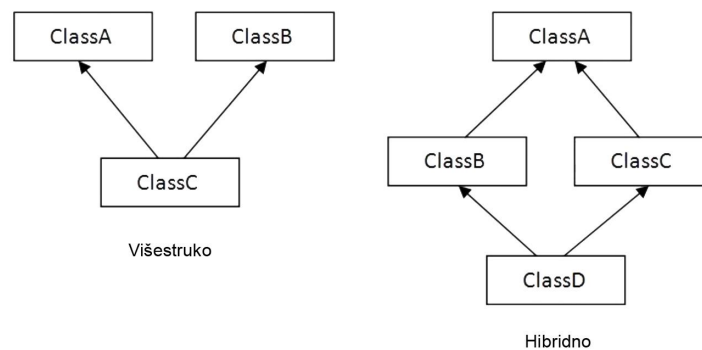 ClassA
ClassB
ClassC
Višestruko
ClassA
ClassB
ClassC
ClassD
Hibridno